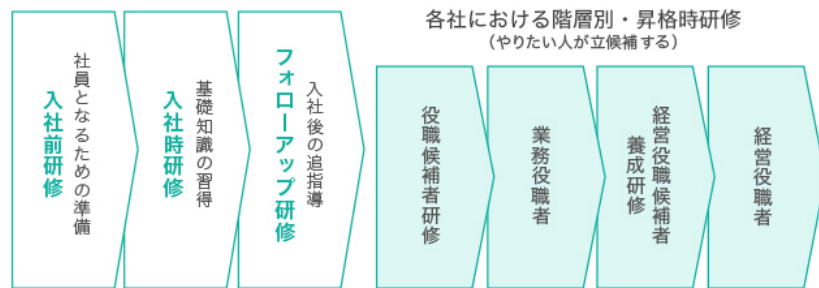 各社における階層別・昇格時研修
（やりたい人が立候補する）
入社前研修
社員となるための準備
入社時研修
基礎知識の習得
フォローアップ研修
入社後の追指導
役職候補者研修
業務役職者
経営役職候補者
養成研修
経営役職者